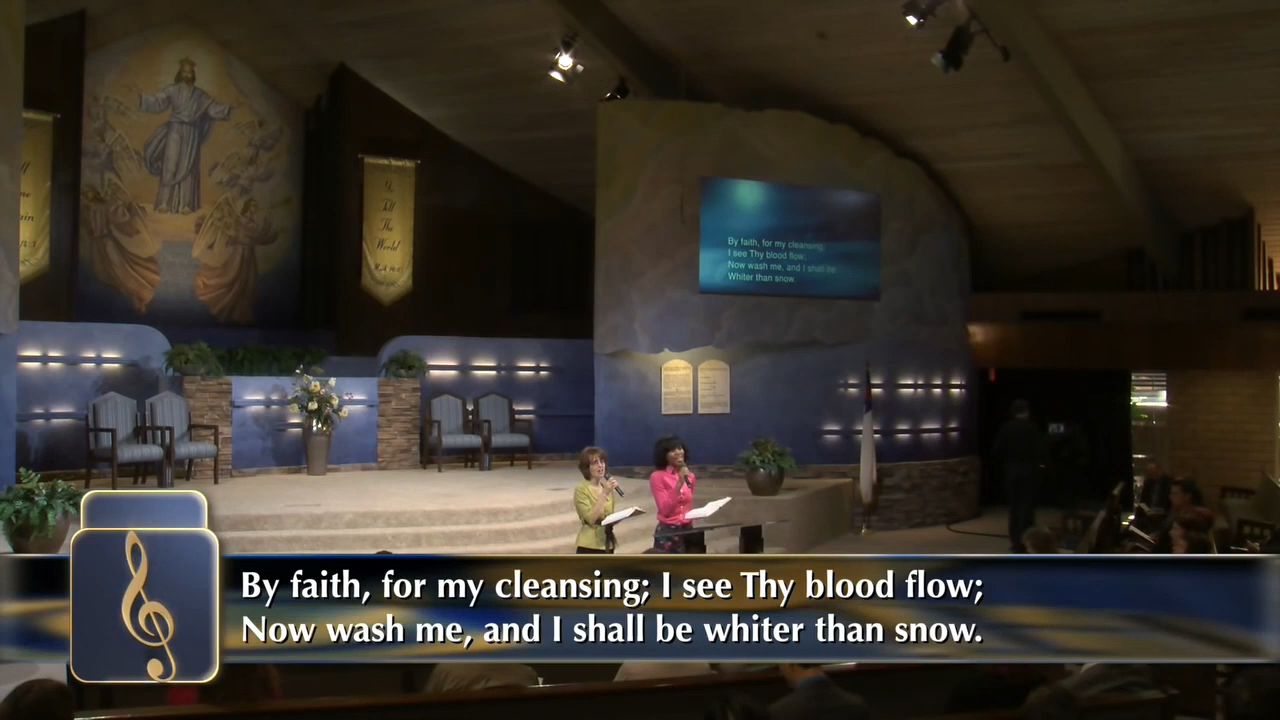 Go
Tell
The
World
By faith, for my cleansing;
I see Thy blood flow;
Now wash me, and I shall be
Whiter than snow.
By faith, for my cleansing; I see Thy blood flow;
Now wash me, and I shall be whiter than snow.